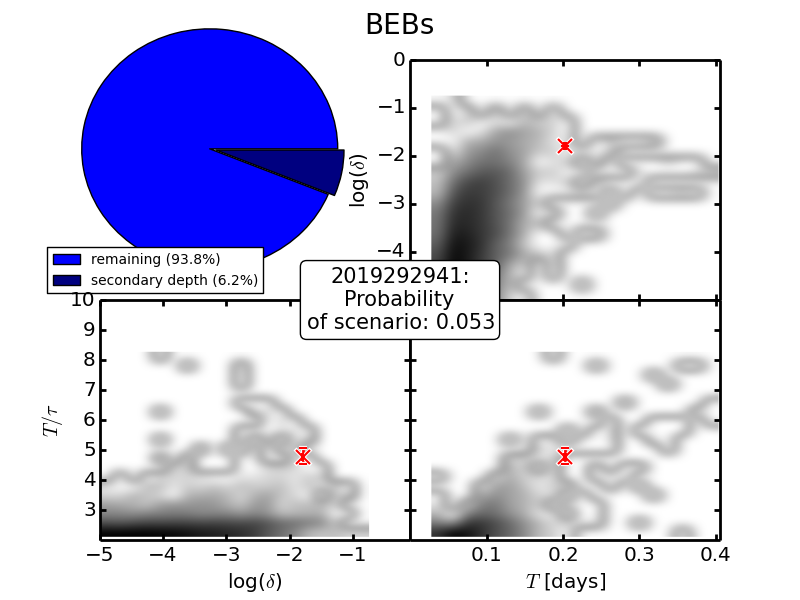 BEBs
0
−1
−2
−3
−4
log(δ)
remaining (93.8%)
secondary depth (6.2%)
2019292941:
Probability
of scenario: 0.053
10
9
8
7
6
5
4
3
T/τ
−5 −4 −3 −2 −1
log(δ)
0.1 0.2 0.3 0.4
T [days]